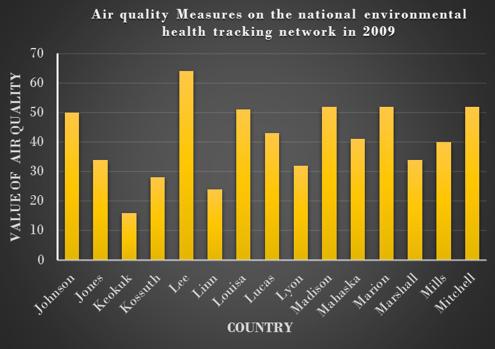 Air quality Measures on the national environmental
health tracking network in 2009
VALUE OF AIR QUALITY
70
60
50
40
30
20
10
0
Johnson
Jones
Keokuk
Kossuth
Lee
Linn
Louisa
Lucas
Lyon
Madison
Mahaska
Marion
Marshall
Mills
Mitchell
COUNTRY